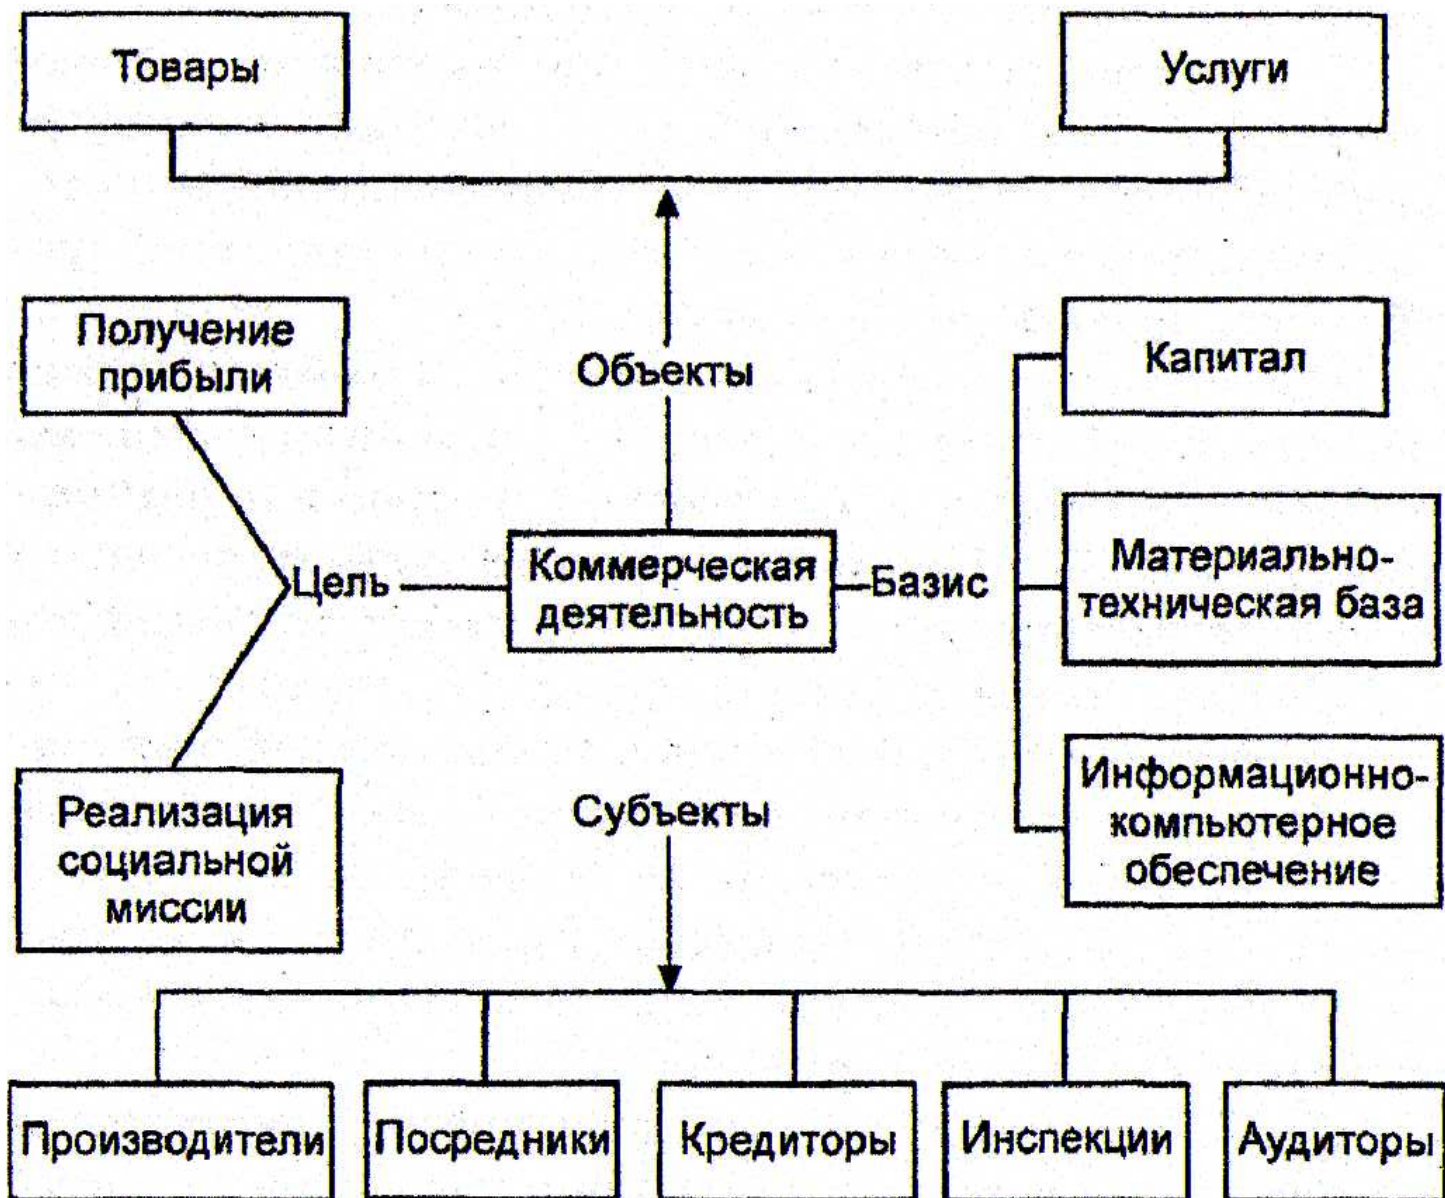 Товары
Услуги
Получение
прибыли
Объекты
Капитал
Цель
Коммерческая
деятельность
Базис
Материально-
техническая база
Реализация
социальной
миссии
Субъекты
Информационно-
компьютерное
обеспечение
Производители
Посредники
Кредиторы
Инспекции
Аудиторы